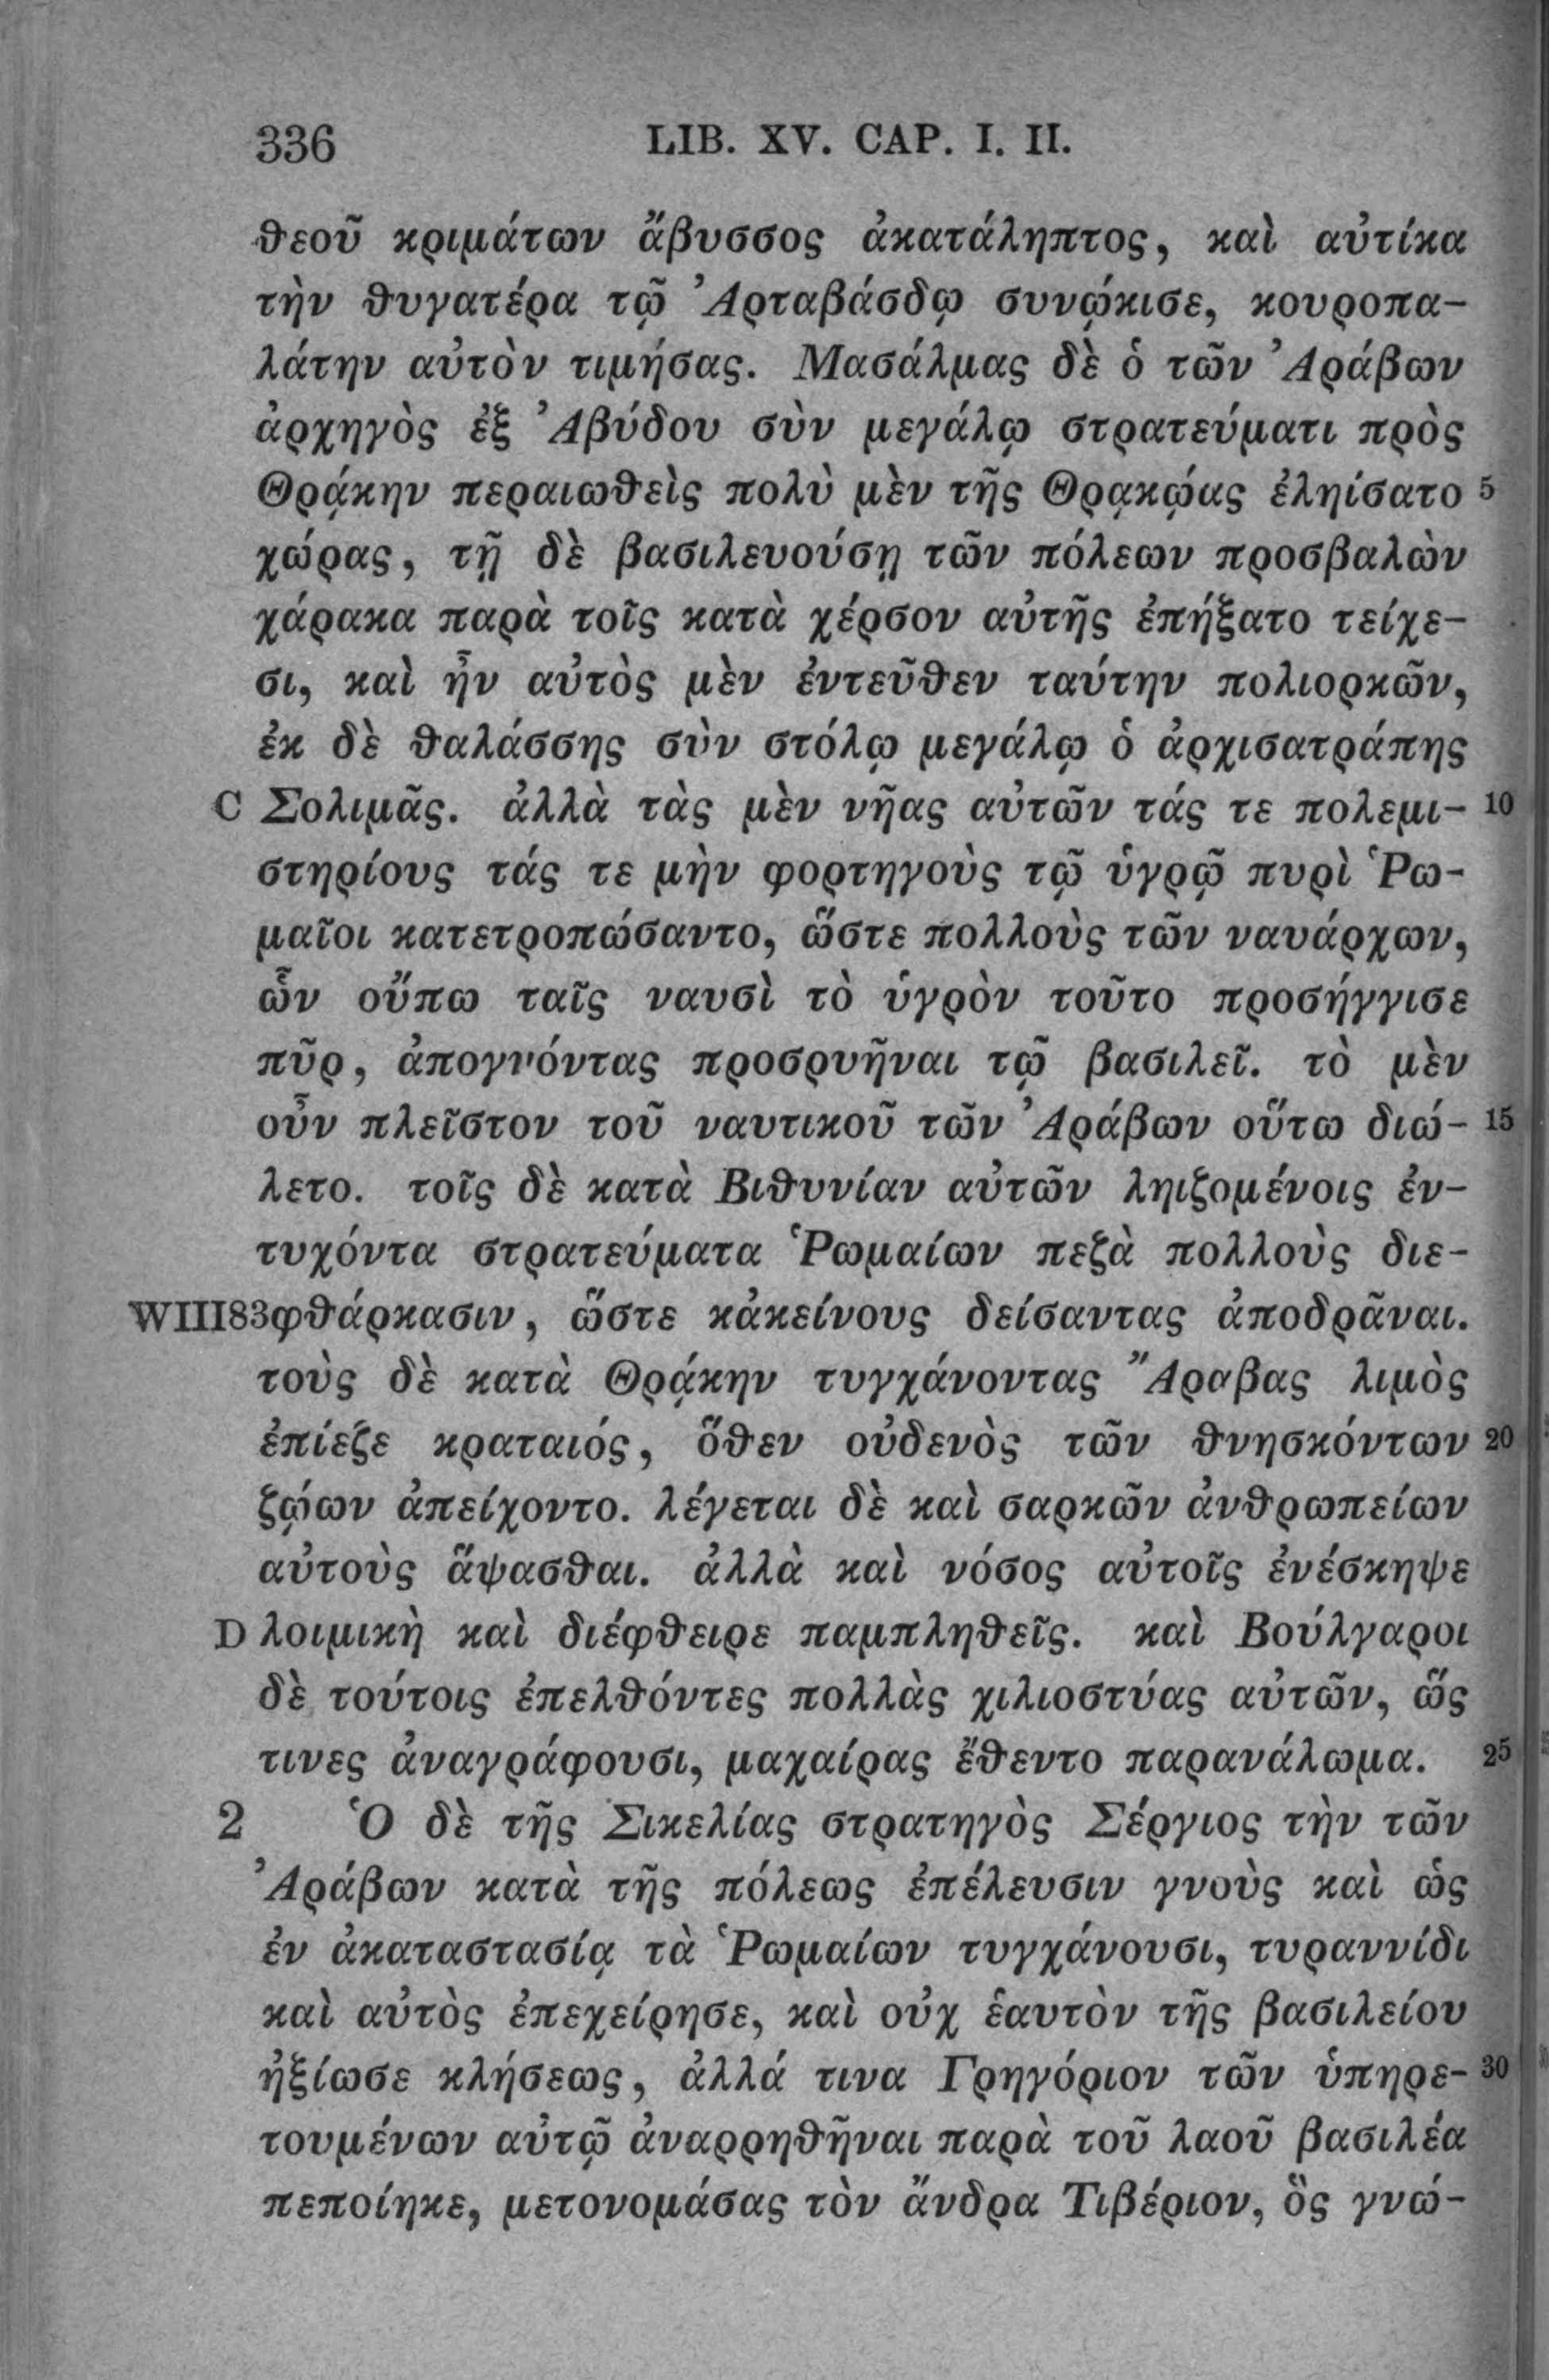 336 LIB. XV. CAP. I. II.
θεοῦ κριμάτων ἄβυσσος ἀκατάληπτος, καὶ αὐτίκα
τὴν θυγατέρα τῷ Ἀρταβάσδῳ συνῴκισε, κουροπα-
λάτην αὐτὸν τιμήσας. Μασάλμας δὲ ὁ τῶν Ἀράβων
ἀρχηγὸς ἐξ Ἀβύδου σὺν μεγάλῳ στρατεύματι πρὸς
Θρᾴκην περαιωθεὶς πολὺ μὲν τῆς Θρᾳκῴας ἐληίσατο 5
χώρας, τῇ δὲ βασιλευούσῃ τῶν πόλεων προσβαλὼν
χάρακα παρὰ τοῖς κατὰ χέρσον αὐτῆς ἐπήξατο τείχε-
σι, καὶ ἦν αὐτὸς μὲν ἐντεῦθεν ταύτην πολιορκῶν,
ἐκ δὲ θαλάσσης σὺν στόλῳ μεγάλῳ ὁ ἀρχισατράπης
C Σολιμᾶς. ἀλλὰ τὰς μὲν νῆας αὐτῶν τάς τε πολεμι- 10
στηρίους τάς τε μὴν φορτηγοὺς τῷ ὑγρῷ πυρὶ Ῥω-
μαῖοι κατετροπώσαντο, ὥστε πολλοὺς τῶν ναυάρχων,
ὧν οὔπω ταῖς ναυσὶ τὸ ὑγρὸν τοῦτο προσήγγισε
πῦρ, ἀπογνόντας προσρυῆναι τῷ βασιλεῖ. τὸ μὲν
οὖν πλεῖστον τοῦ ναυτικοῦ τῶν Ἀράβων οὕτω διώ- 15
λετο. τοῖς δὲ κατὰ Βιθυνίαν αὐτῶν ληιζομένοις ἐν-
τυχόντα στρατεύματα Ῥωμαίων πεζὰ πολλοὺς διε-
WIII83 φθάρκασιν, ὥστε κἀκείνους δείσαντας ἀποδρᾶναι.
τοὺς δὲ κατὰ Θρᾴκην τυγχάνοντας Ἄραβας λιμὸς
ἐπίεζε κραταιός, ὅθεν οὐδενὸς τῶν θνησκόντων 20
ζῴων ἀπείχοντο. λέγεται δὲ καὶ σαρκῶν ἀνθρωπείων
αὐτοὺς ἅψασθαι. ἀλλὰ καὶ νόσος αὐτοῖς ἐνέσκηψε
D λοιμικὴ καὶ διέφθειρε παμπληθεῖς. καὶ Βούλγαροι
δὲ τούτοις ἐπελθόντες πολλὰς χιλιοστύας αὐτῶν, ὥς
τινες ἀναγράφουσι, μαχαίρας ἔθεντο παρανάλωμα. 25
2 Ὁ δὲ τῆς Σικελίας στρατηγὸς Σέργιος τὴν τῶν
Ἀράβων κατὰ τῆς πόλεως ἐπέλευσιν γνοὺς καὶ ὡς
ἐν ἀκαταστασίᾳ τὰ Ῥωμαίων τυγχάνουσι, τυραννίδι
καὶ αὐτὸς ἐπεχείρησε, καὶ οὐχ ἑαυτὸν τῆς βασιλείου
ἠξίωσε κλήσεως, ἀλλά τινα Γρηγόριον τῶν ὑπηρε- 30
τουμένων αὐτῷ ἀναρρηθῆναι παρὰ τοῦ λαοῦ βασιλέα
πεποίηκε, μετονομάσας τὸν ἄνδρα Τιβέριον, ὃς γνώ-